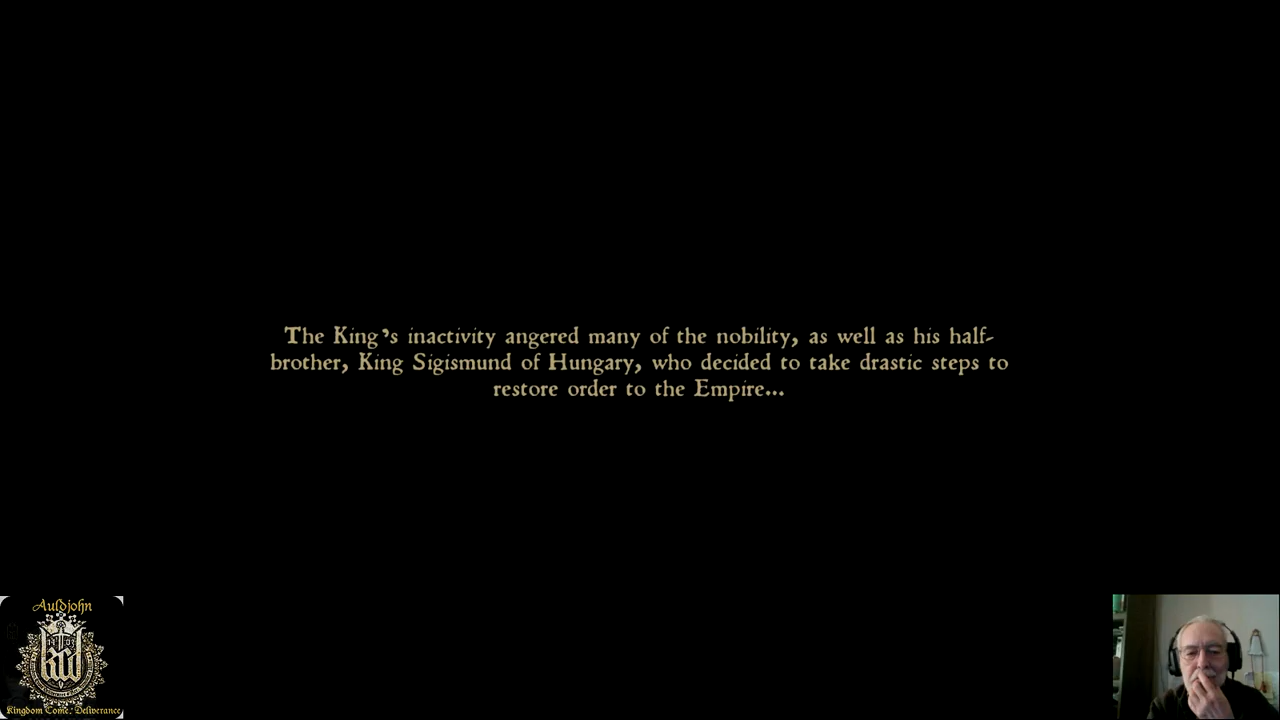 The King's inactivity angered many of the nobility, as well as his half-
brother, King Sigismund of Hungary, who decided to take drastic steps to
restore order to the Empire...
Auldjohn
Kingdom Come: Deliverance